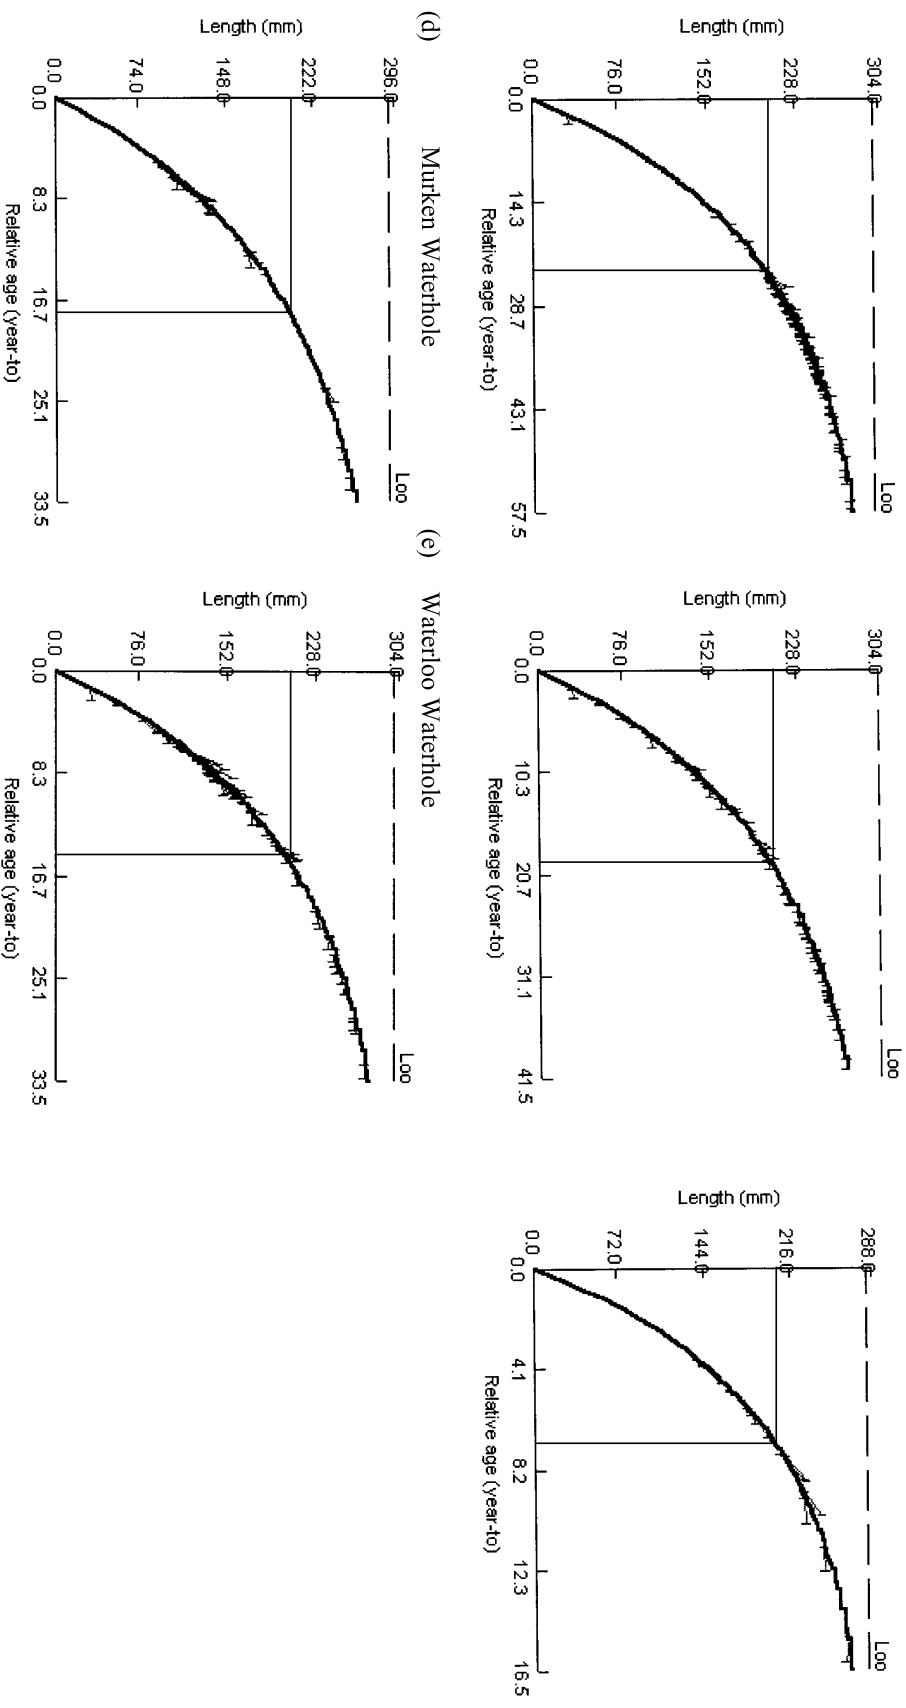 Loo
304.0
228.0
152.0
76.0
0.0
Length (mm)
0.0
14.3
28.7
43.1
57.5
Relative age (year-to)
Loo
304.0
228.0
152.0
76.0
0.0
Length (mm)
0.0
10.3
20.7
31.1
41.5
Relative age (year-to)
Loo
288.0
216.0
144.0
72.0
0.0
Length (mm)
0.0
4.1
8.2
12.3
16.5
Relative age (year-to)
(d) Murken Waterhole
(e) Waterloo Waterhole
Loo
296.0
222.0
148.0
74.0
0.0
Length (mm)
0.0
8.3
16.7
25.1
33.5
Relative age (year-to)
Loo
304.0
228.0
152.0
76.0
0.0
Length (mm)
0.0
8.3
16.7
25.1
33.5
Relative age (year-to)